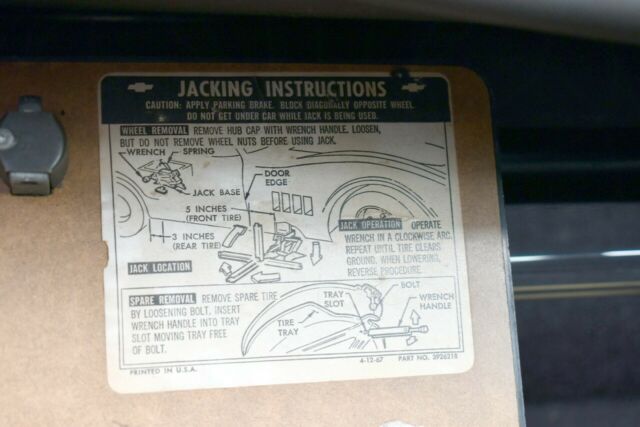 JACKING INSTRUCTIONS
CAUTION: APPLY PARKING BRAKE. BLOCK DIAGONALLY OPPOSITE WHEEL.
DO NOT GET UNDER CAR WHILE JACK IS BEING USED.
WHEEL REMOVAL REMOVE HUB CAP WITH WRENCH HANDLE. LOOSEN,
BUT DO NOT REMOVE WHEEL NUTS BEFORE USING JACK.
WRENCH SPRING
JACK BASE
DOOR
EDGE
5 INCHES
(FRONT TIRE)
3 INCHES
(REAR TIRE)
JACK LOCATION
JACK OPERATION OPERATE
WRENCH IN A CLOCKWISE ARC.
REPEAT UNTIL TIRE CLEARS
GROUND. WHEN LOWERING,
REVERSE PROCEDURE.
SPARE REMOVAL REMOVE SPARE TIRE
BY LOOSENING BOLT, INSERT
WRENCH HANDLE INTO TRAY
SLOT MOVING TRAY FREE
OF BOLT.
TIRE
TRAY
TRAY
SLOT
BOLT
WRENCH
HANDLE
PRINTED IN U.S.A.
4-12-67 PART NO. 3926218